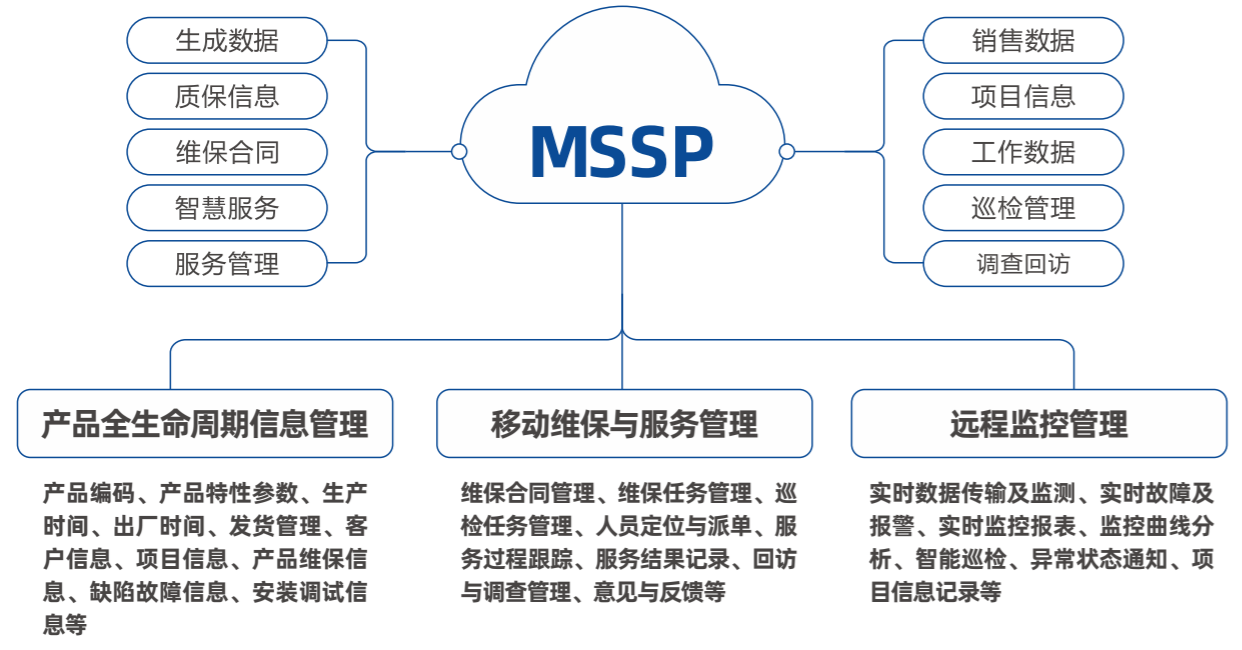 生成数据
质保信息
维保合同
智慧服务
服务管理
MSSP
销售数据
项目信息
工作数据
巡检管理
调查回访
产品全生命周期信息管理
产品编码、产品特性参数、生产
时间、出厂时间、发货管理、客
户信息、项目信息、产品维保信
息、缺陷故障信息、安装调试信
息等
移动维保与服务管理
维保合同管理、维保任务管理、巡
检任务管理、人员定位与派单、服
务过程跟踪、服务结果记录、回访
与调查管理、意见与反馈等
远程监控管理
实时数据传输及监测、实时故障及
报警、实时监控报表、监控曲线分
析、智能巡检、异常状态通知、项
目信息记录等